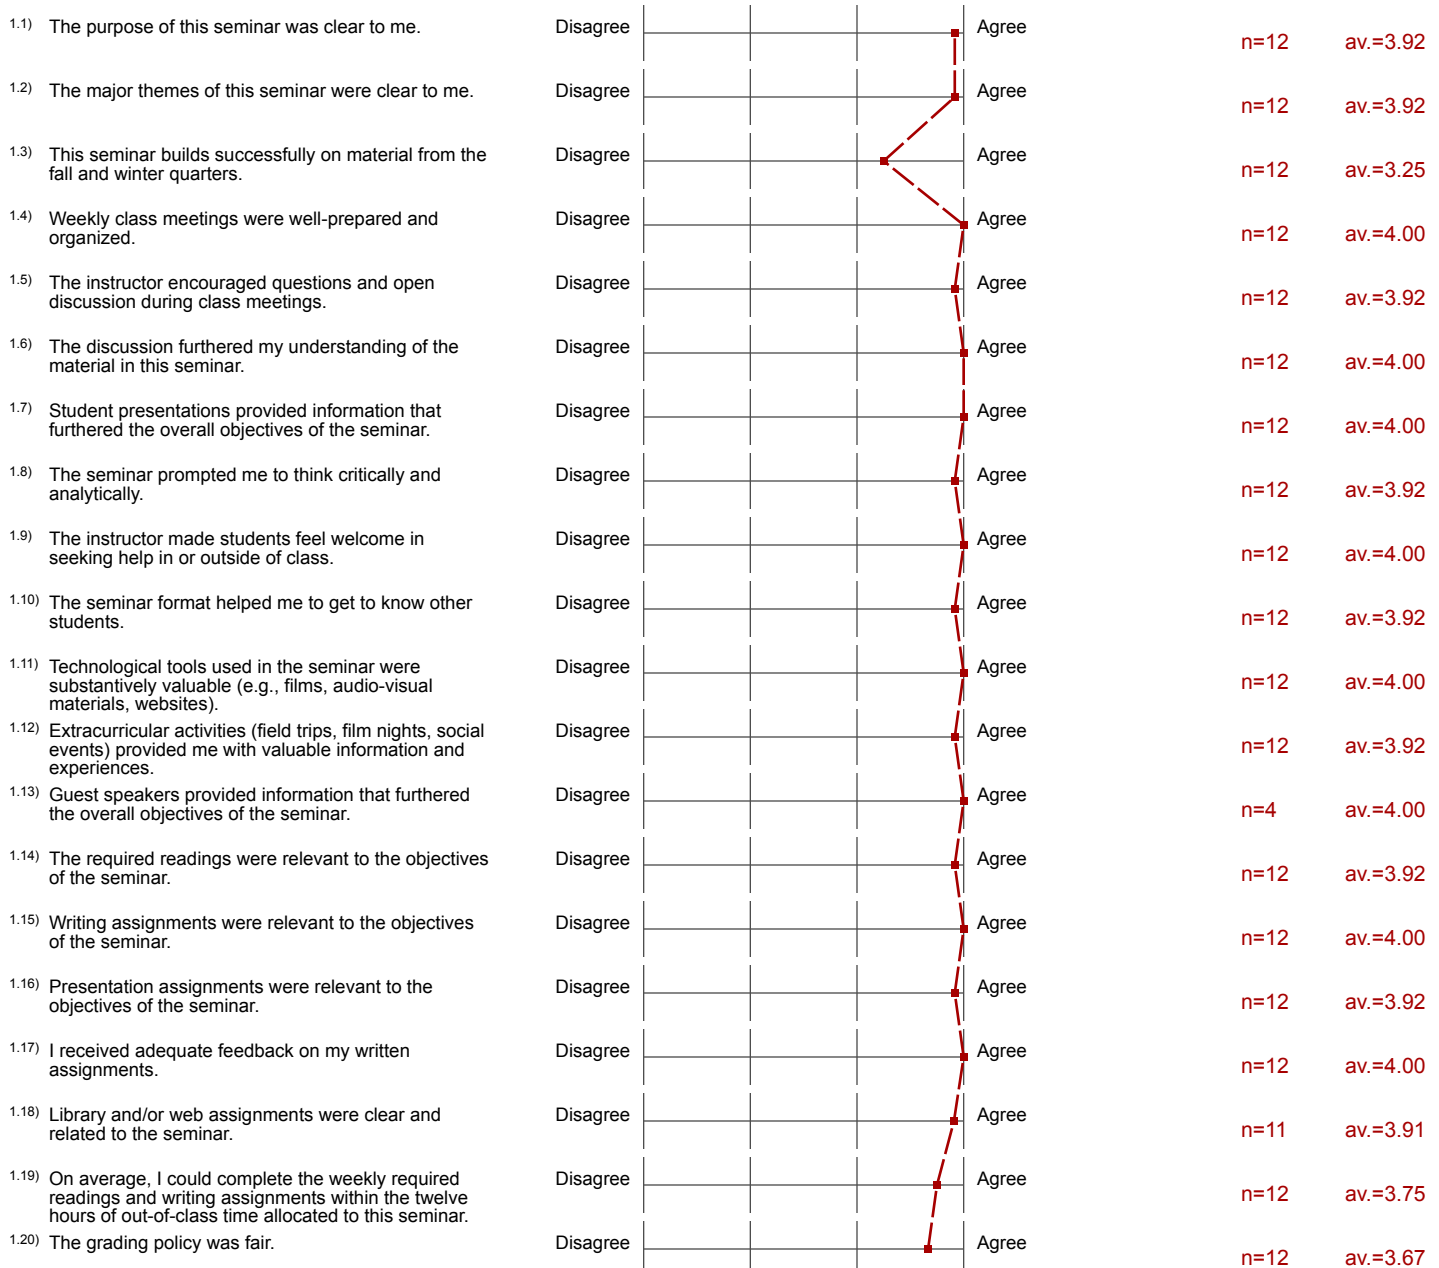 1.1) The purpose of this seminar was clear to me. Disagree Agree n=12 av.=3.92
1.2) The major themes of this seminar were clear to me. Disagree Agree n=12 av.=3.92
1.3) This seminar builds successfully on material from the Disagree Agree n=12 av.=3.25
fall and winter quarters.
1.4) Weekly class meetings were well-prepared and Disagree Agree n=12 av.=4.00
organized.
1.5) The instructor encouraged questions and open Disagree Agree n=12 av.=3.92
discussion during class meetings.
1.6) The discussion furthered my understanding of the Disagree Agree n=12 av.=4.00
material in this seminar.
1.7) Student presentations provided information that Disagree Agree n=12 av.=4.00
furthered the overall objectives of the seminar.
1.8) The seminar prompted me to think critically and Disagree Agree n=12 av.=3.92
analytically.
1.9) The instructor made students feel welcome in Disagree Agree n=12 av.=4.00
seeking help in or outside of class.
1.10) The seminar format helped me to get to know other Disagree Agree n=12 av.=3.92
students.
1.11) Technological tools used in the seminar were Disagree Agree n=12 av.=4.00
substantively valuable (e.g., films, audio-visual
materials, websites).
1.12) Extracurricular activities (field trips, film nights, social Disagree Agree n=12 av.=3.92
events) provided me with valuable information and
experiences.
1.13) Guest speakers provided information that furthered Disagree Agree n=4 av.=4.00
the overall objectives of the seminar.
1.14) The required readings were relevant to the objectives Disagree Agree n=12 av.=3.92
of the seminar.
1.15) Writing assignments were relevant to the objectives Disagree Agree n=12 av.=4.00
of the seminar.
1.16) Presentation assignments were relevant to the Disagree Agree n=12 av.=3.92
objectives of the seminar.
1.17) I received adequate feedback on my written Disagree Agree n=12 av.=4.00
assignments.
1.18) Library and/or web assignments were clear and Disagree Agree n=11 av.=3.91
related to the seminar.
1.19) On average, I could complete the weekly required Disagree Agree n=12 av.=3.75
readings and writing assignments within the twelve
hours of out-of-class time allocated to this seminar.
1.20) The grading policy was fair. Disagree Agree n=12 av.=3.67